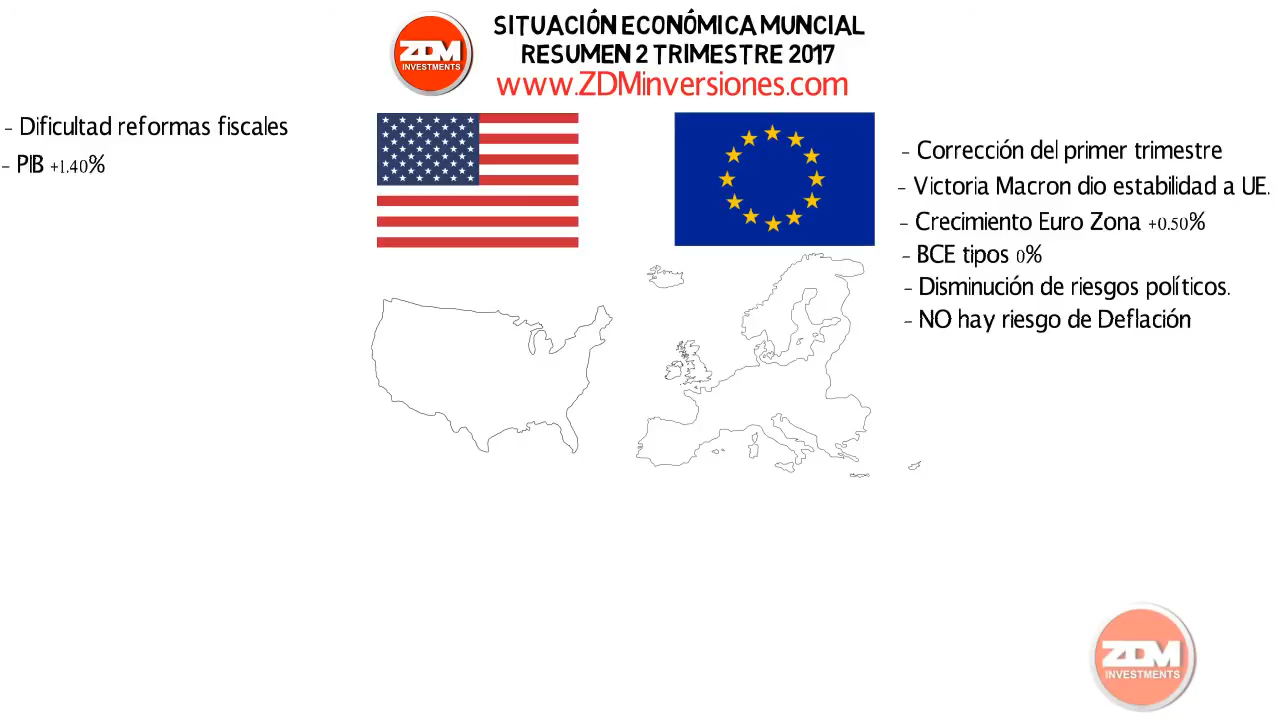 ZDM
INVESTMENTS
SITUACIÓN ECONÓMICA MUNCIAL
RESUMEN 2 TRIMESTRE 2017
www.ZDMinversiones.com
- Dificultad reformas fiscales
- PIB +1.40%
- Corrección del primer trimestre
- Victoria Macron dio estabilidad a UE.
- Crecimiento Euro Zona +0.50%
- BCE tipos 0%
- Disminución de riesgos políticos.
- NO hay riesgo de Deflación
ZDM
INVESTMENTS